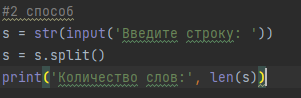 #2 способ
s = str(input('Введите строку: '))
s = s.split()
print('Количество слов:', len(s))